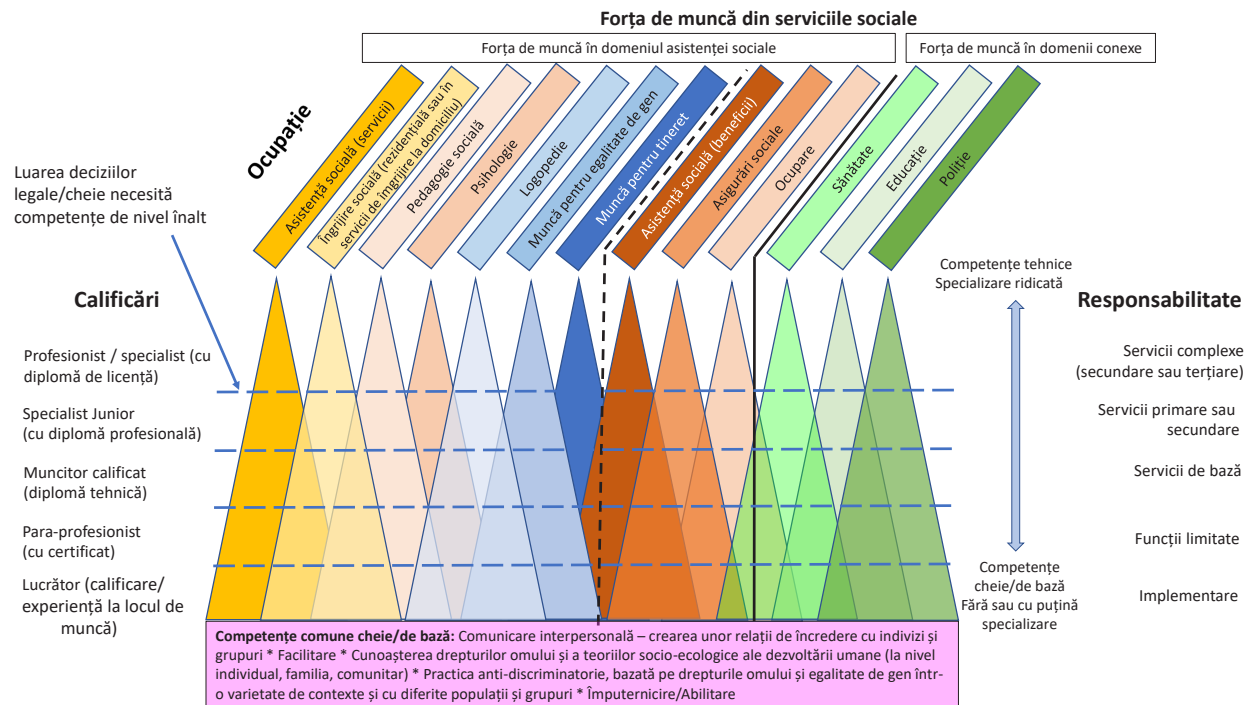 Forța de muncă din serviciile sociale
Forța de muncă în domeniul asistenței sociale
Forța de muncă în domenii conexe
Ocupație
Asistență socială (servicii)
Îngrijire socială rezidențială sau în
servicii de îmgrijire la domiciliu)
Pedagogie socială
Psihologie
Logopedie
Muncă pentru egalitate de gen
Muncă pentru tineret
Asistență socială (beneficii)
Asigurări sociale
Ocupare
Sănătate
Educație
Poliție
Luarea deciziilor
legale/cheie necesită
competențe de nivel înalt
Calificări
Profesionist / specialist (cu
diplomă de licență)
Specialist Junior
(cu diplomă profesională)
Muncitor calificat
(diplomă tehnică)
Para-profesionist
(cu certificat)
Lucrător (calificare/
experiență la locul de
muncă)
Competențe tehnice
Specializare ridicată
Competențe
cheie/de bază
Fără sau cu puțină
specializare
Responsabilitate
Servicii complexe
(secundare sau terțiare)
Servicii primare sau
secundare
Servicii de bază
Funcții limitate
Implementare
Competențe comune cheie/de bază: Comunicare interpersonală – crearea unor relații de încredere cu indivizi și
grupuri * Facilitare * Cunoașterea drepturilor omului și a teoriilor socio-ecologice ale dezvoltării umane (la nivel
individual, familia, comunitar) * Practica anti-discriminatorie, bazată pe drepturile omului și egalitate de gen într-
o varietate de contexte și cu diferite populații și grupuri * Împuternicire/Abilitare